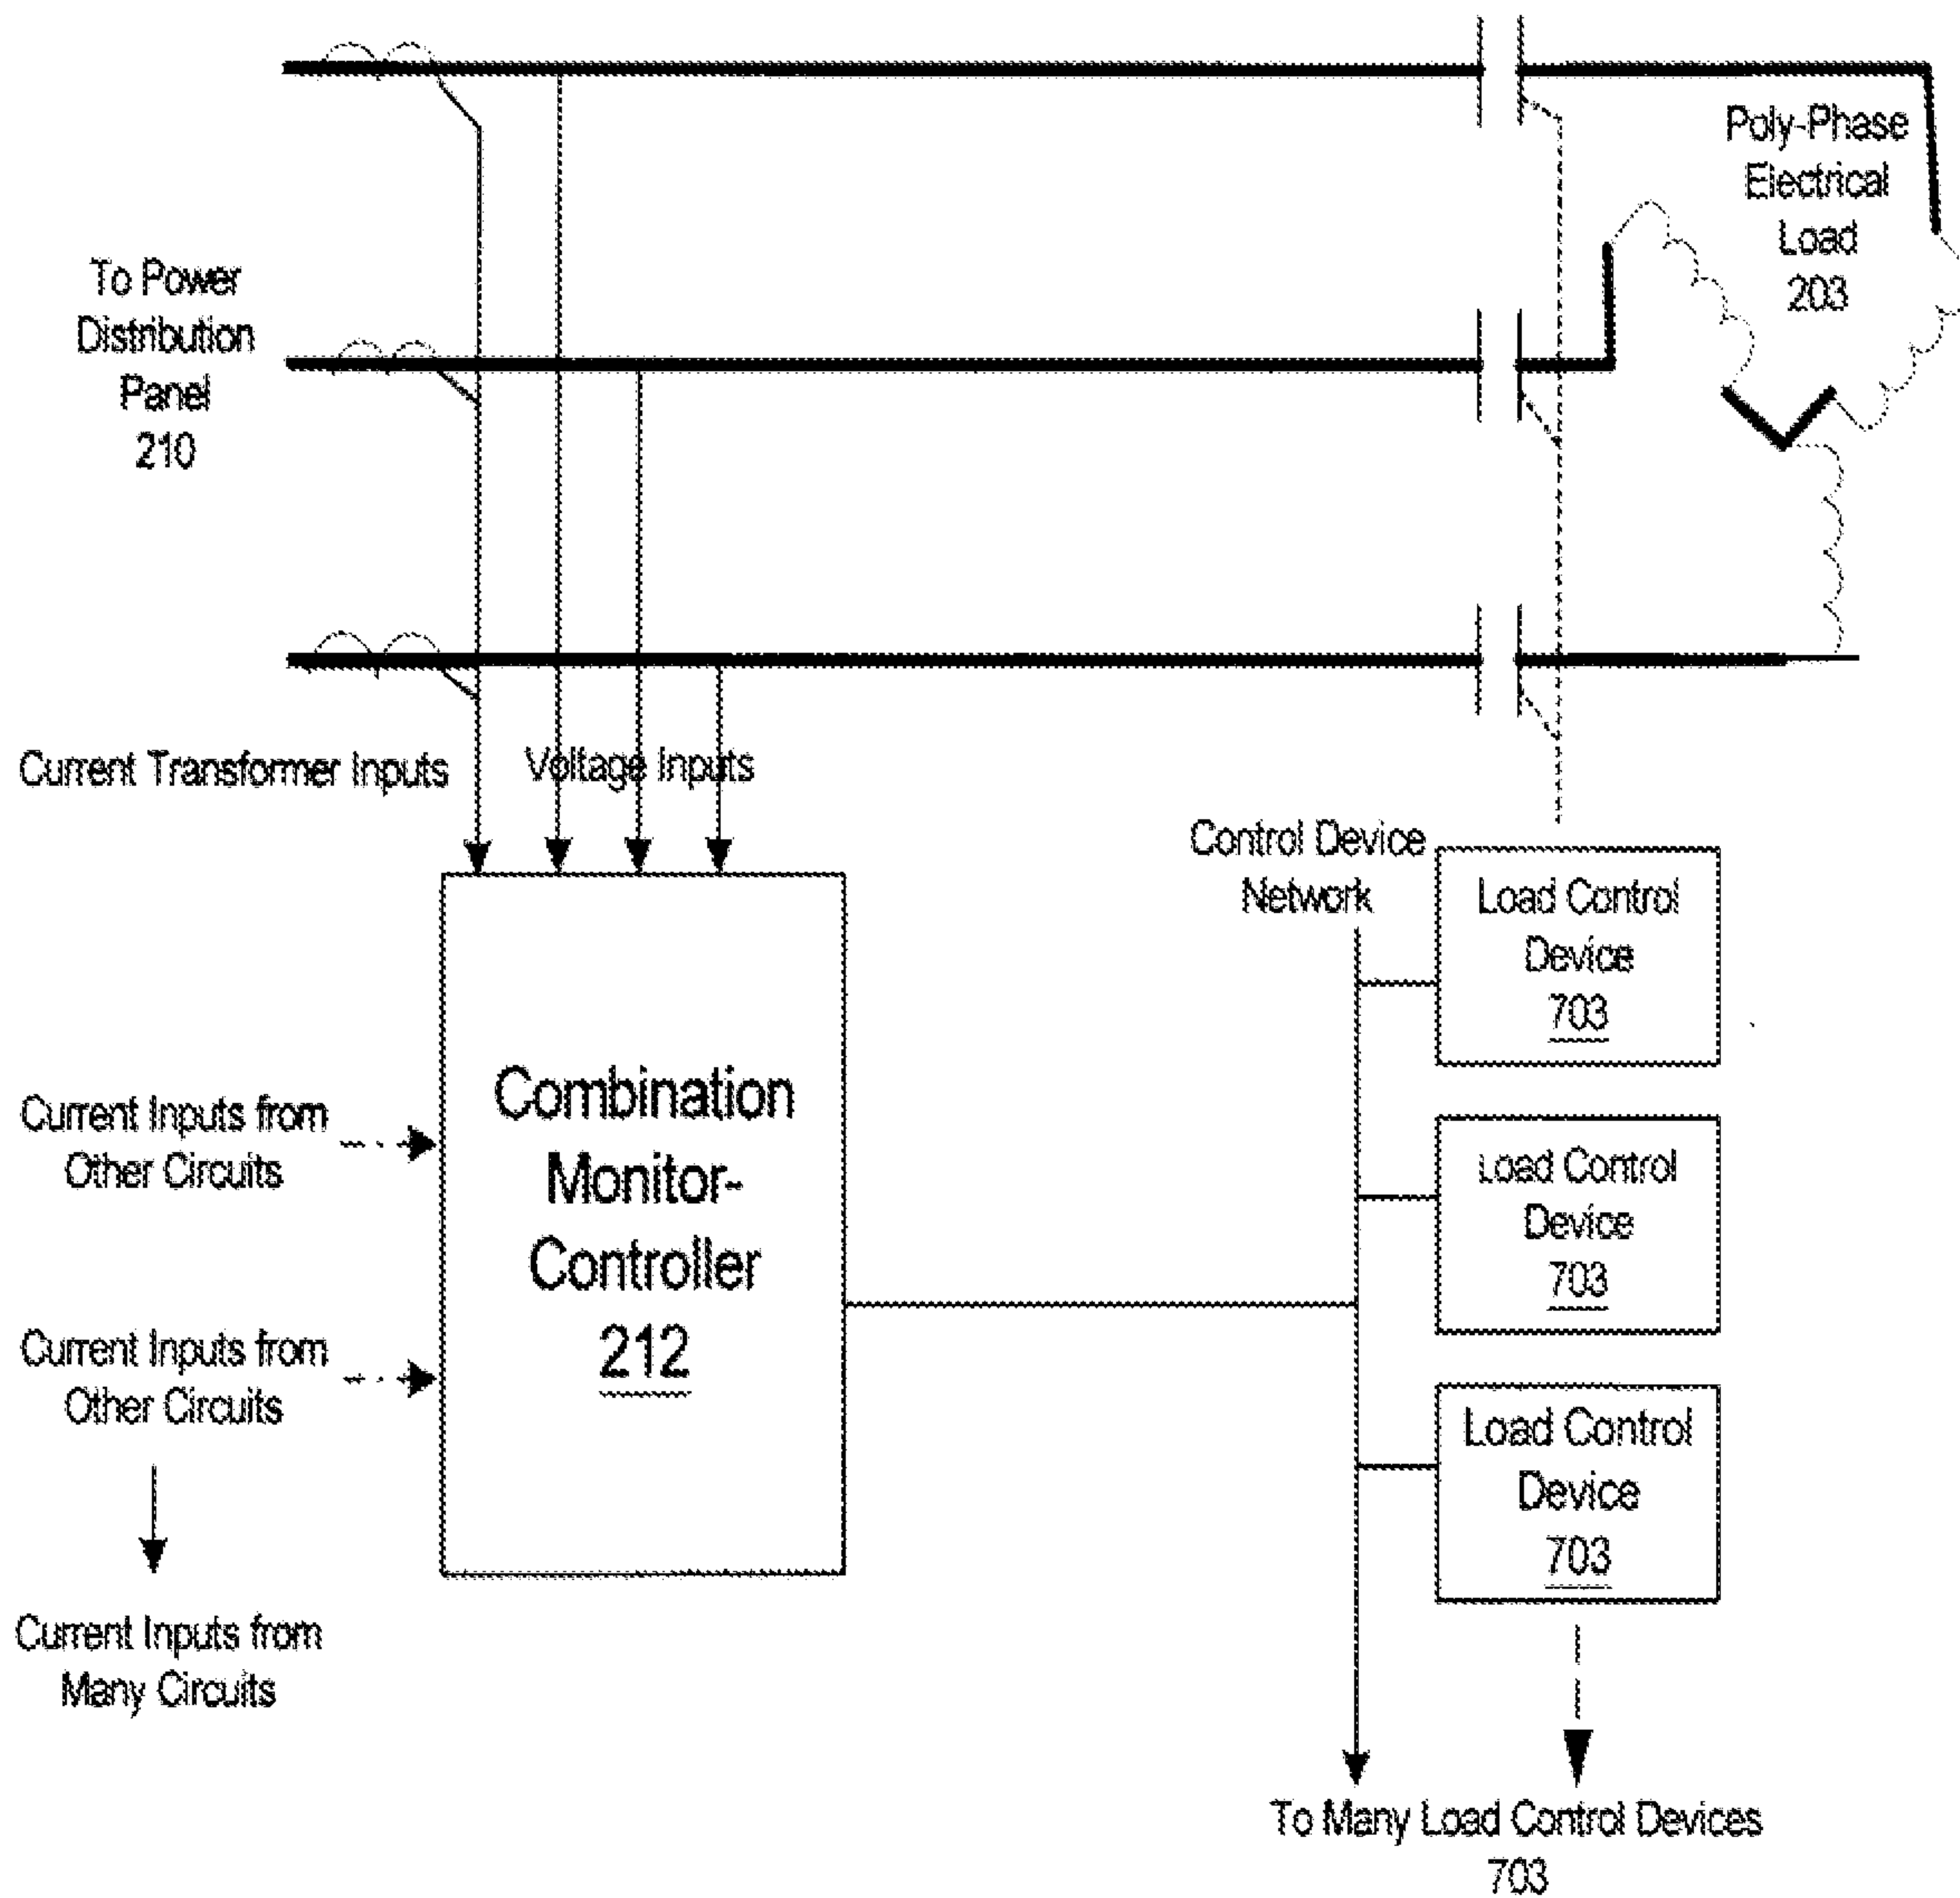 Poly-Phase
Electrical
Load
203
To Power
Distribution
Panel
210
Current Transformer Inputs
Voltage Inputs
Control Device
Network
Load Control
Device
703
Combination
Monitor-
Controller
212
Current Inputs from
Other Circuits
Load Control
Device
703
Current Inputs from
Other Circuits
Load Control
Device
703
Current Inputs from
Many Circuits
To Many Load Control Devices
703